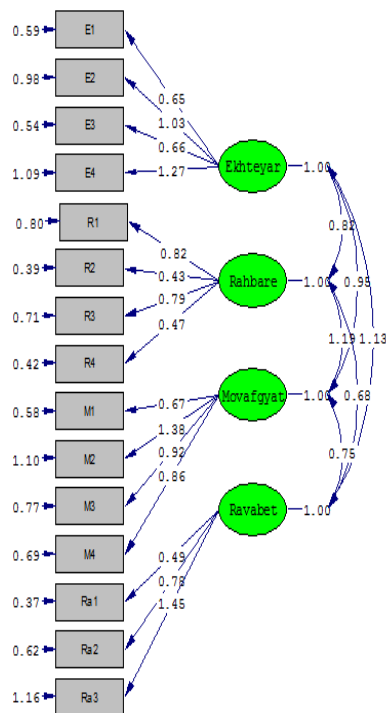 0.59 E1
0.98 E2
0.54 E3
1.09 E4
0.80 R1
0.39 R2
0.71 R3
0.42 R4
0.58 M1
1.10 M2
0.77 M3
0.69 M4
0.37 Ra1
0.62 Ra2
1.16 Ra3
0.65
1.03
0.66
1.27
0.82
0.43
0.79
0.47
0.67
1.38
0.92
0.86
0.49
0.78
1.45
Ekhteyar 1.00
Rahbare 1.00
Movafgyat 1.00
Ravabet 1.00
0.82
0.95
1.19
1.13
0.68
0.75